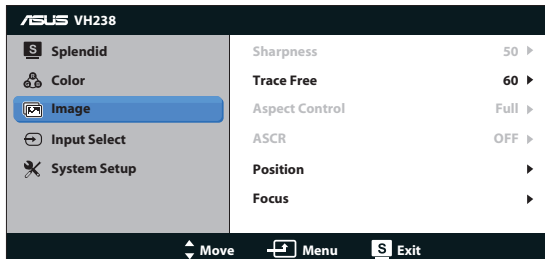 ASUS VH238
S Splendid
Color
Image
Input Select
System Setup
Sharpness 50
Trace Free 60
Aspect Control Full
ASCR OFF
Position
Focus
Move Menu S Exit